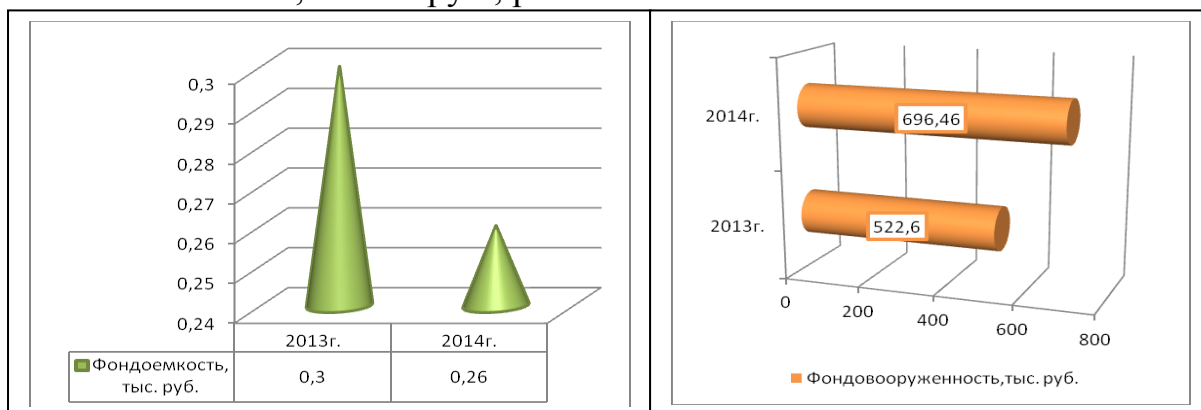 0,3
0,29
0,28
0,27
0,26
0,25
0,24
2013г.
2014г.
Фондоемкость,
тыс. руб.
0,3
0,26
2014г.
696,46
2013г.
522,6
0
200
400
600
800
Фондовооруженность,тыс. руб.